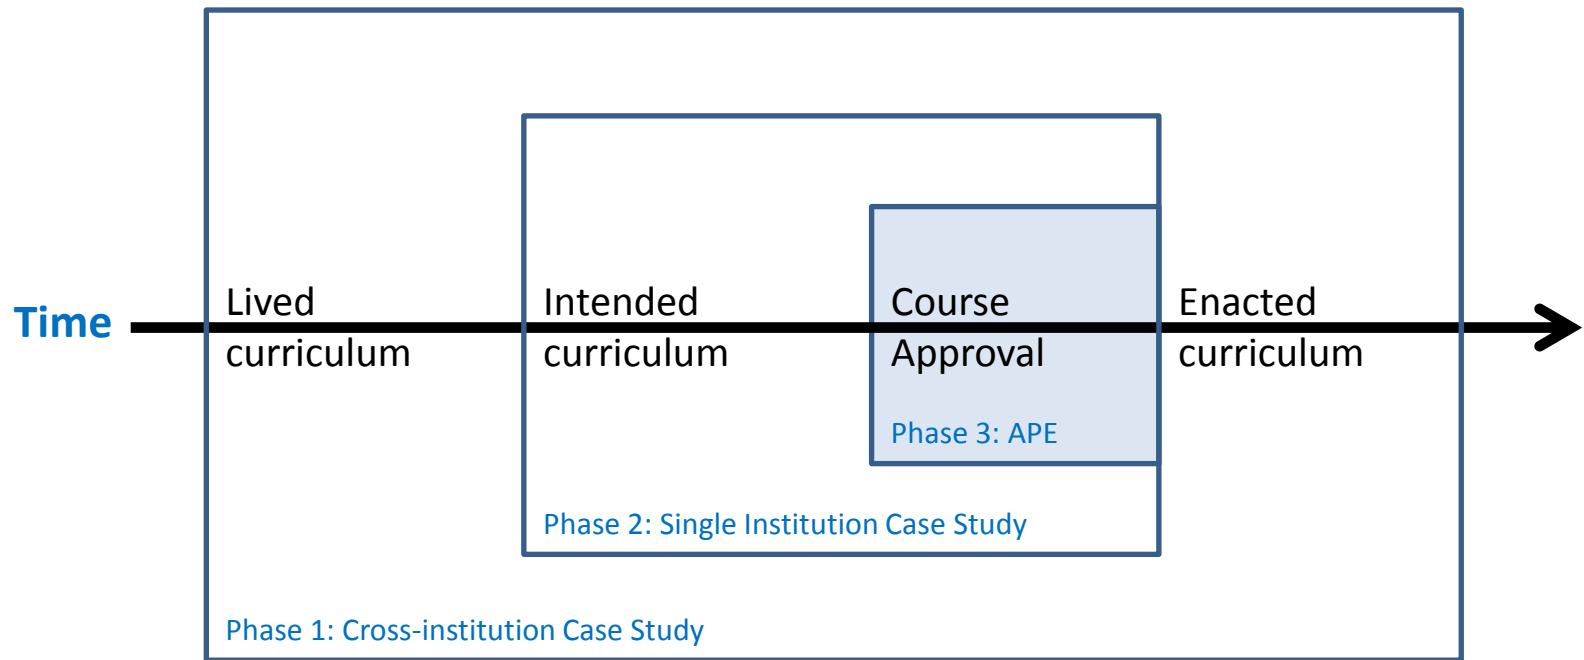 Time
Lived
curriculum
Intended
curriculum
Course
Approval
Enacted
curriculum
Phase 3: APE
Phase 2: Single Institution Case Study
Phase 1: Cross-institution Case Study